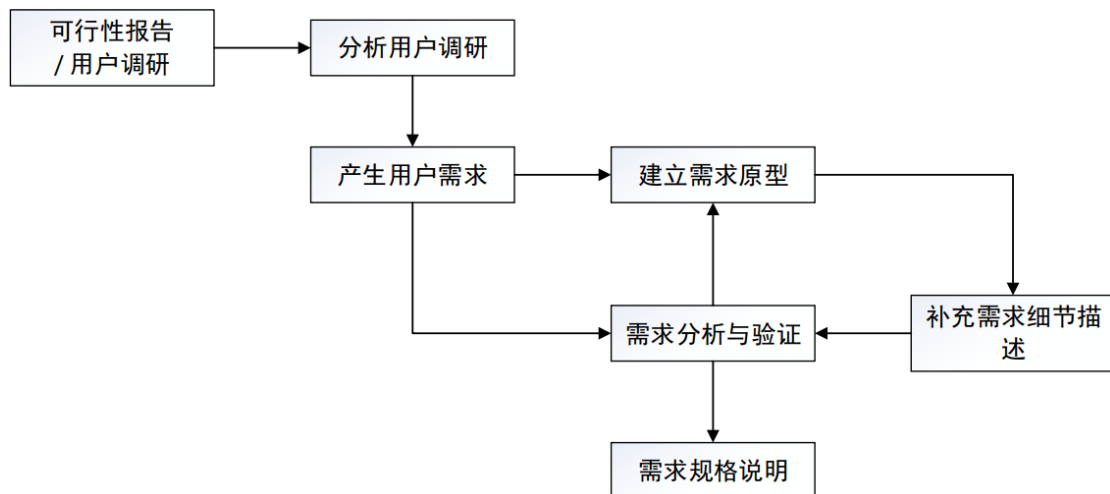 可行性报告
/ 用户调研
分析用户调研
产生用户需求
建立需求原型
需求分析与验证
补充需求细节描
述
需求规格说明